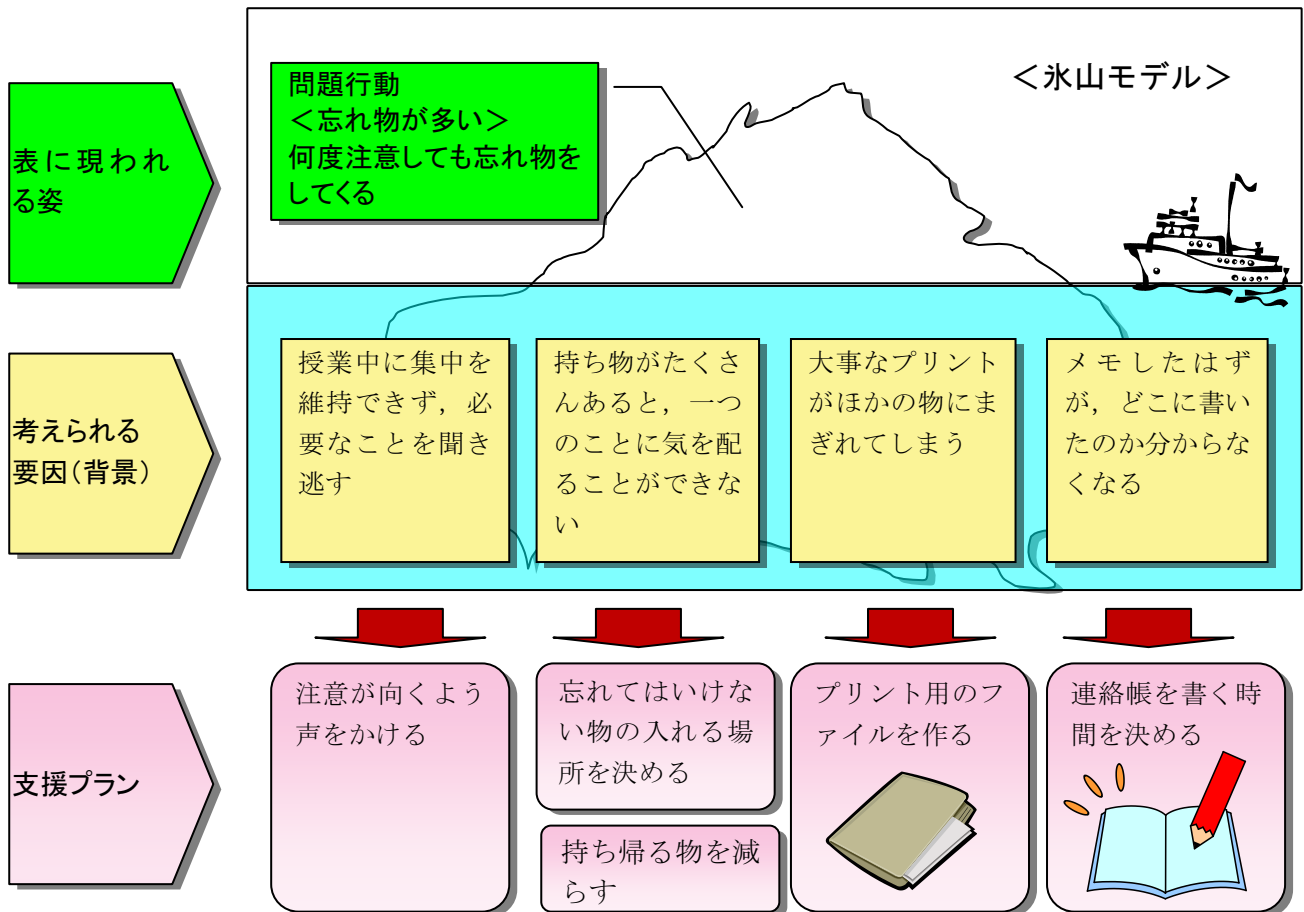 ＜氷山モデル＞
表に現われ
る姿
問題行動
＜忘れ物が多い＞
何度注意しても忘れ物を
してくる
考えられる
要因（背景）
授業中に集中を
維持できず，必
要なことを聞き
逃す
持ち物がたくさ
んあると，一つ
のことに気を配
ることができな
い
大事なプリント
がほかの物にま
ぎれてしまう
メモしたはず
が，どこに書い
たのか分からな
くなる
支援プラン
注意が向くよう
声をかける
忘れてはいけな
い物の入れる場
所を決める
持ち帰る物を減
らす
プリント用のフ
ァイルを作る
連絡帳を書く時
間を決める